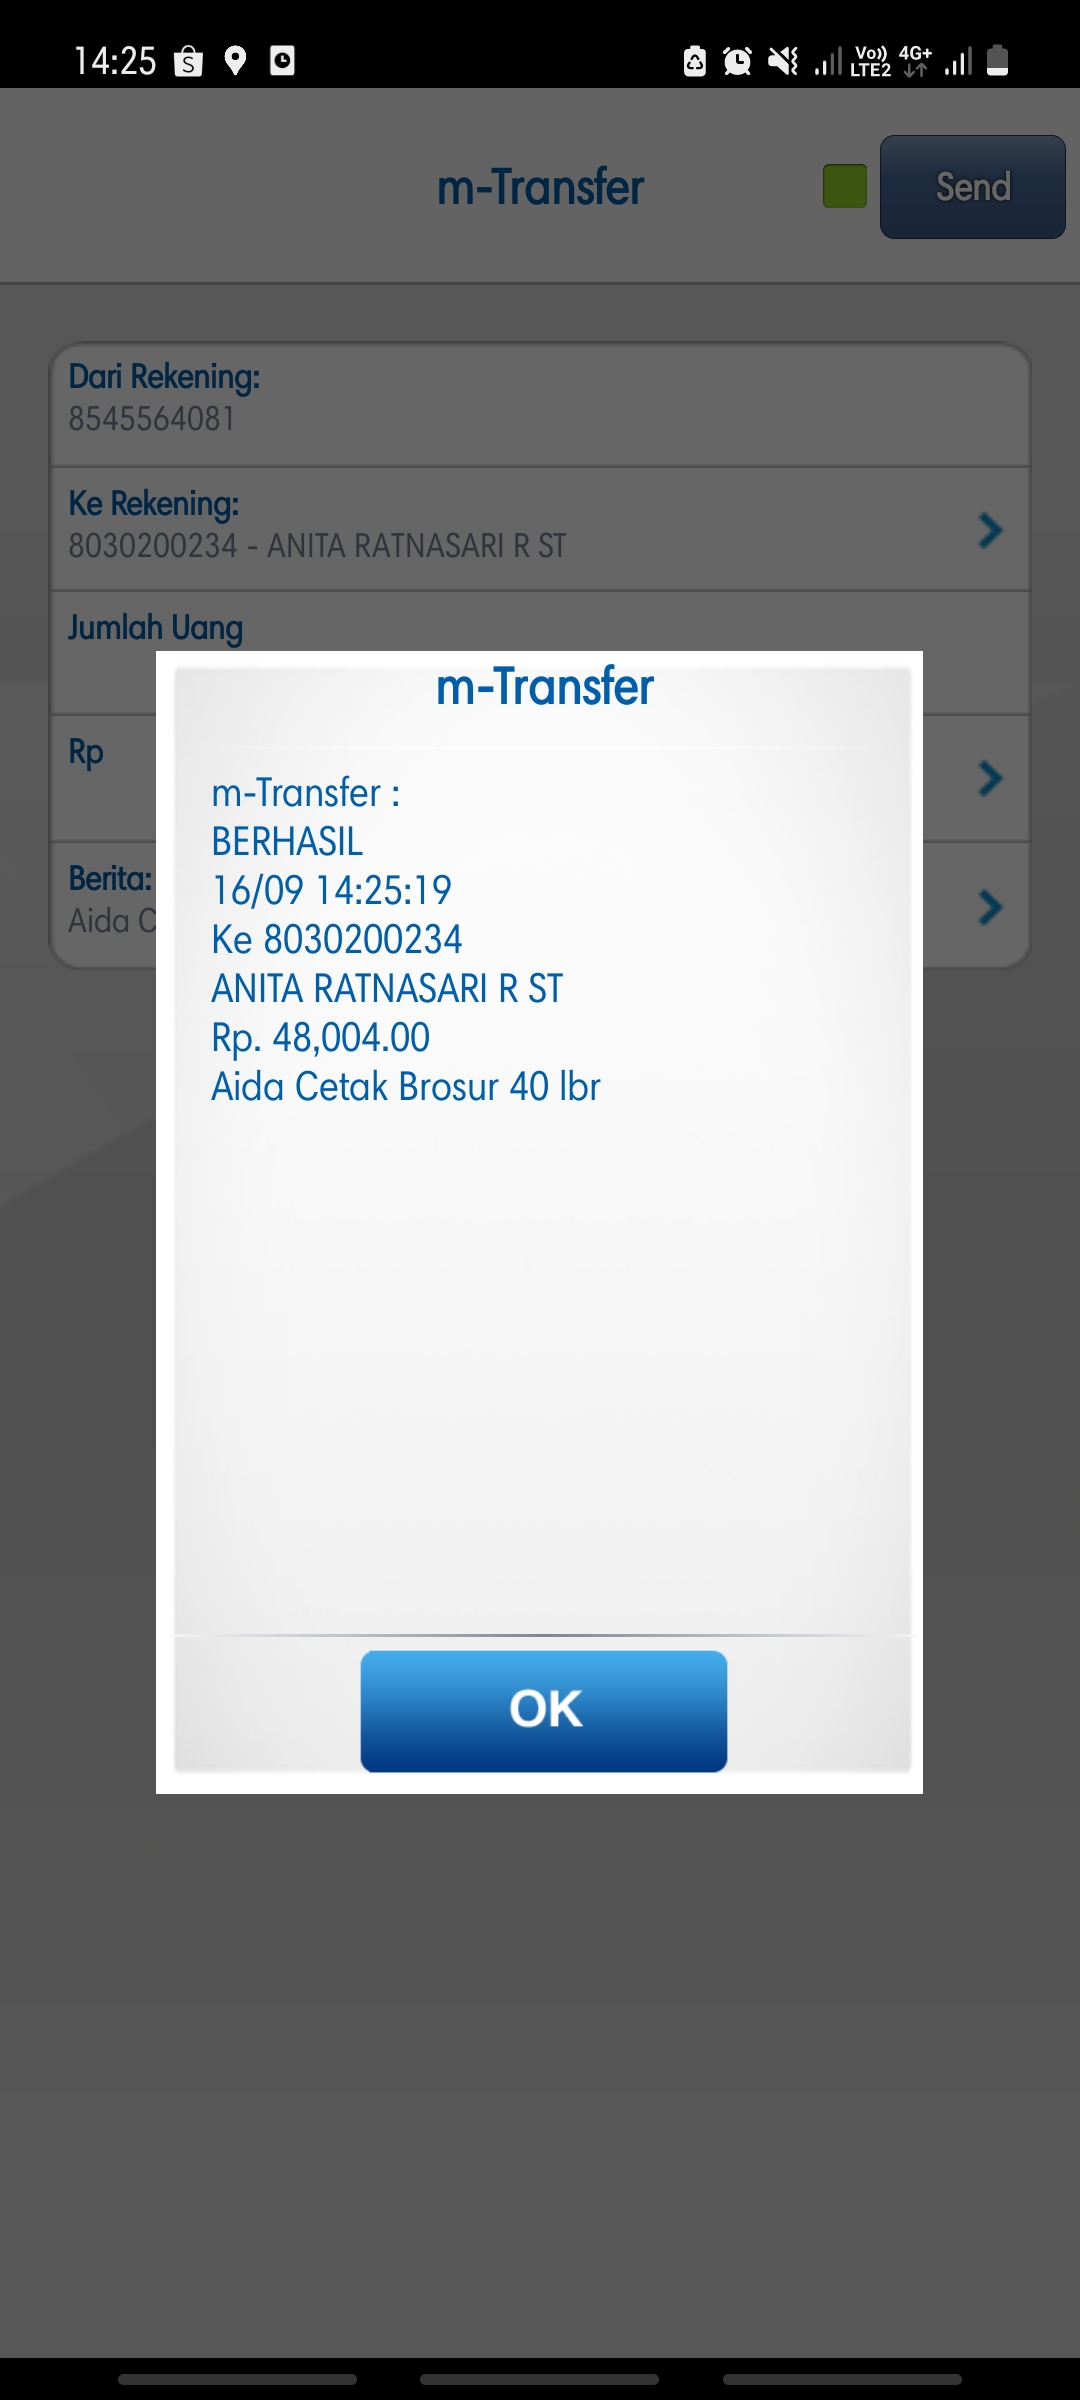 14:25
Vo))
LTE2
4G+
m-Transfer
Send
Dari Rekening:
8545564081
Ke Rekening:
8030200234 - ANITA RATNASARI R ST
Jumlah Uang
Rp
Berita:
Aida C
m-Transfer
m-Transfer :
BERHASIL
16/09 14:25:19
Ke 8030200234
ANITA RATNASARI R ST
Rp. 48,004.00
Aida Cetak Brosur 40 lbr
OK